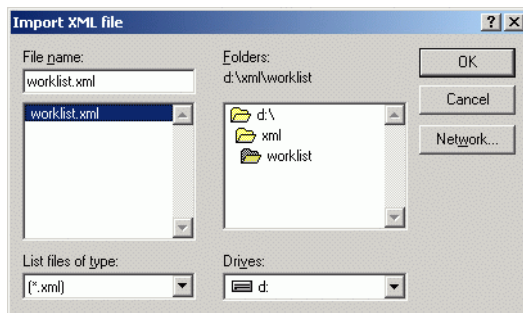 Import XML file
File name:
worklist.xml
worklist.xml
List files of type:
(*.xml)
Folders:
d:\xml\worklist
d:\
xml
worklist
Drives:
d:
OK
Cancel
Network...